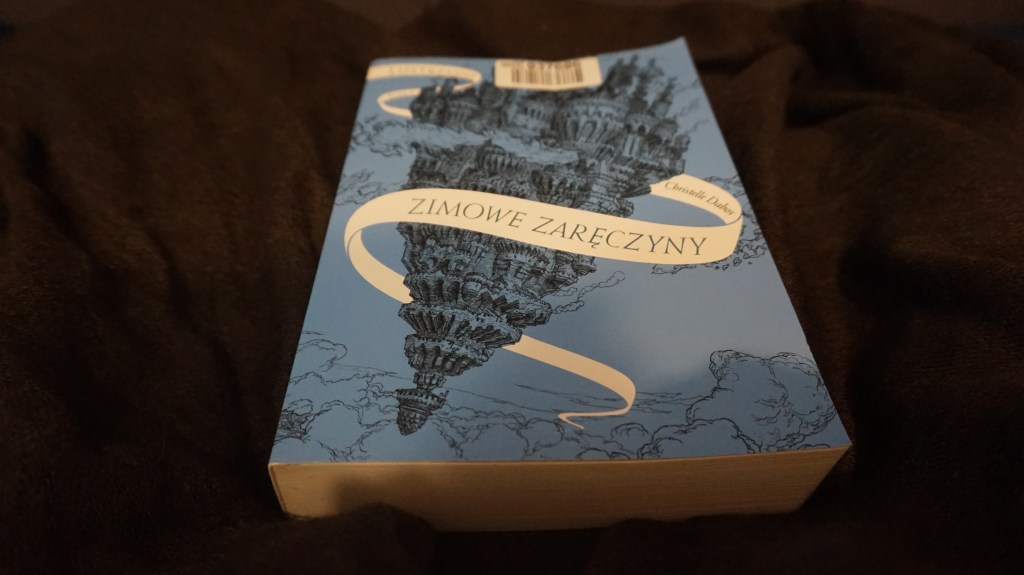 ZIMOWE ZARĘCZYNY
Christelle Dabos